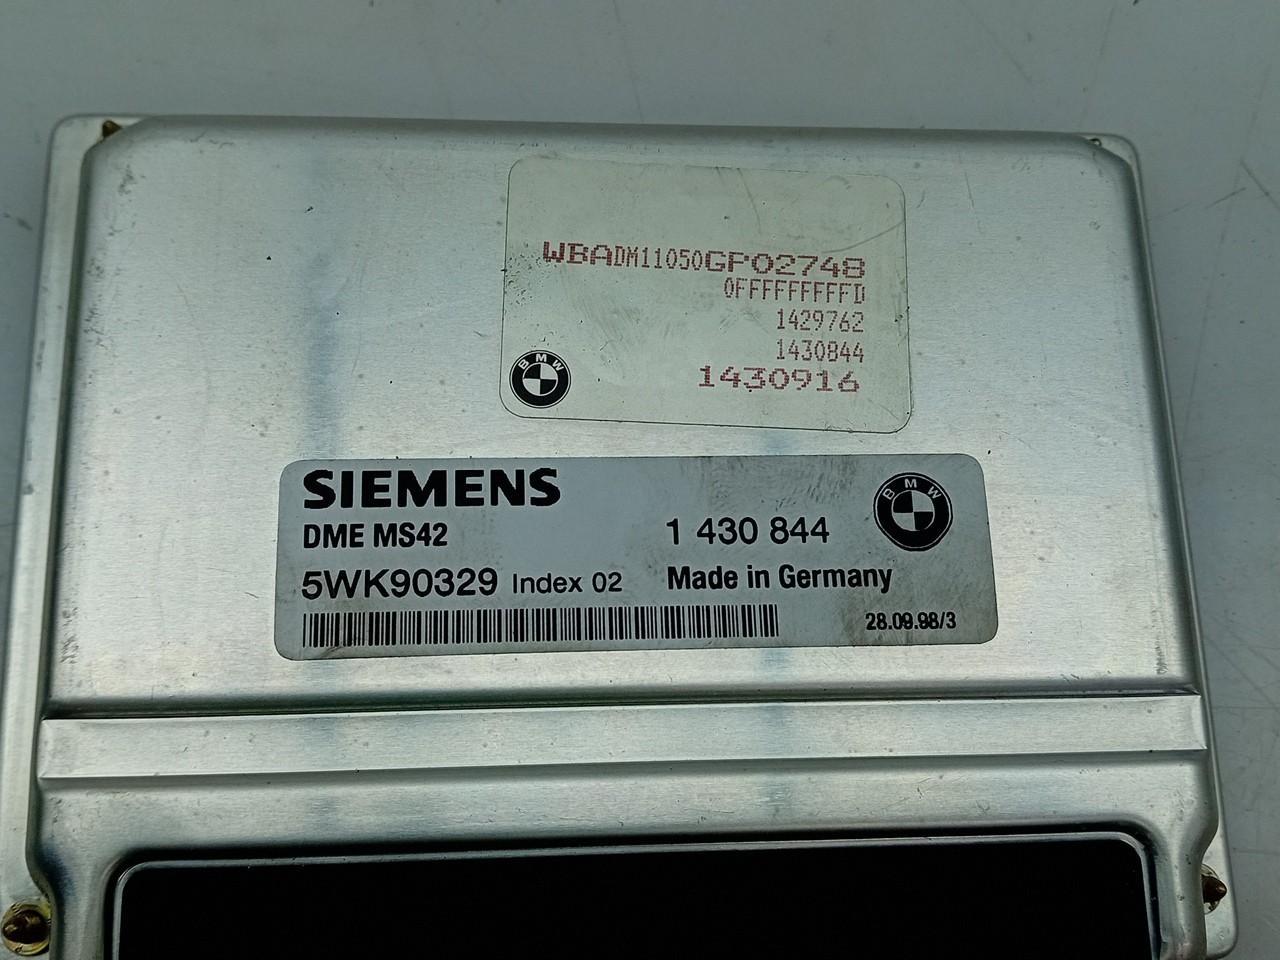 WBADM11050GP02748
0FFFFFFFFFD
1429762
1430844
1430916
BMW
SIEMENS
BMW
DME MS42 1 430 844
5WK90329 Index 02 Made in Germany
28.09.98/3